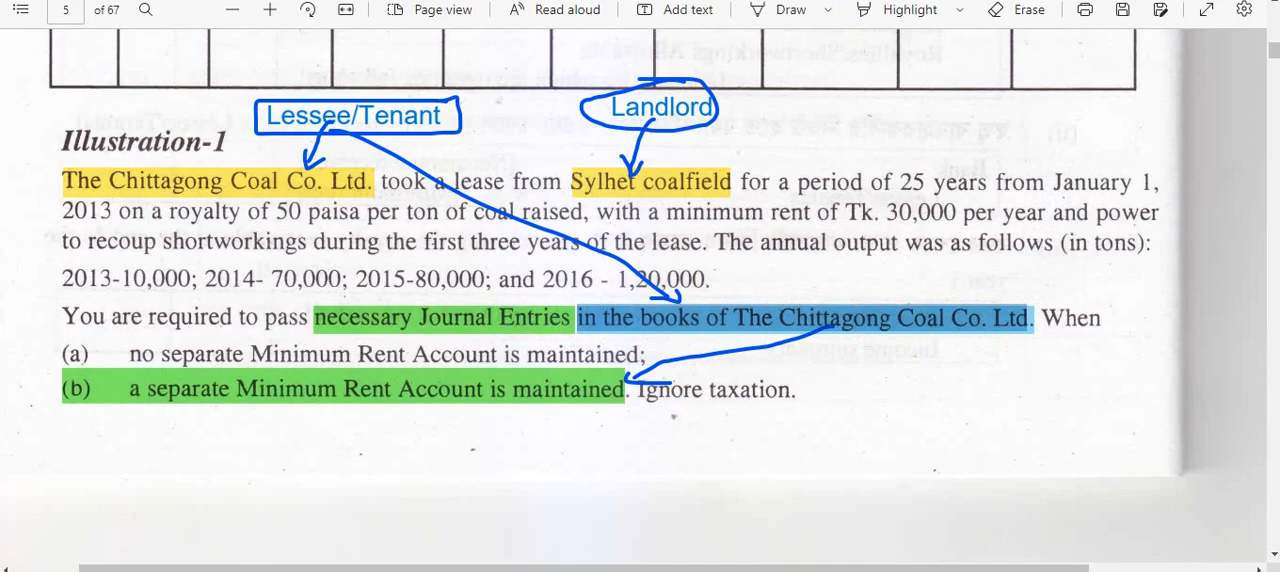 5 of 67 Page view Read aloud Add text Draw Highlight Erase
Lessee/Tenant Landlord
Illustration-1
The Chittagong Coal Co. Ltd. took a lease from Sylhet coalfield for a period of 25 years from January 1,
2013 on a royalty of 50 paisa per ton of coal raised, with a minimum rent of Tk. 30,000 per year and power
to recoup shortworkings during the first three years of the lease. The annual output was as follows (in tons):
2013-10,000; 2014- 70,000; 2015-80,000; and 2016 - 1,20,000.
You are required to pass necessary Journal Entries in the books of The Chittagong Coal Co. Ltd. When
(a) no separate Minimum Rent Account is maintained;
(b) a separate Minimum Rent Account is maintained. Ignore taxation.